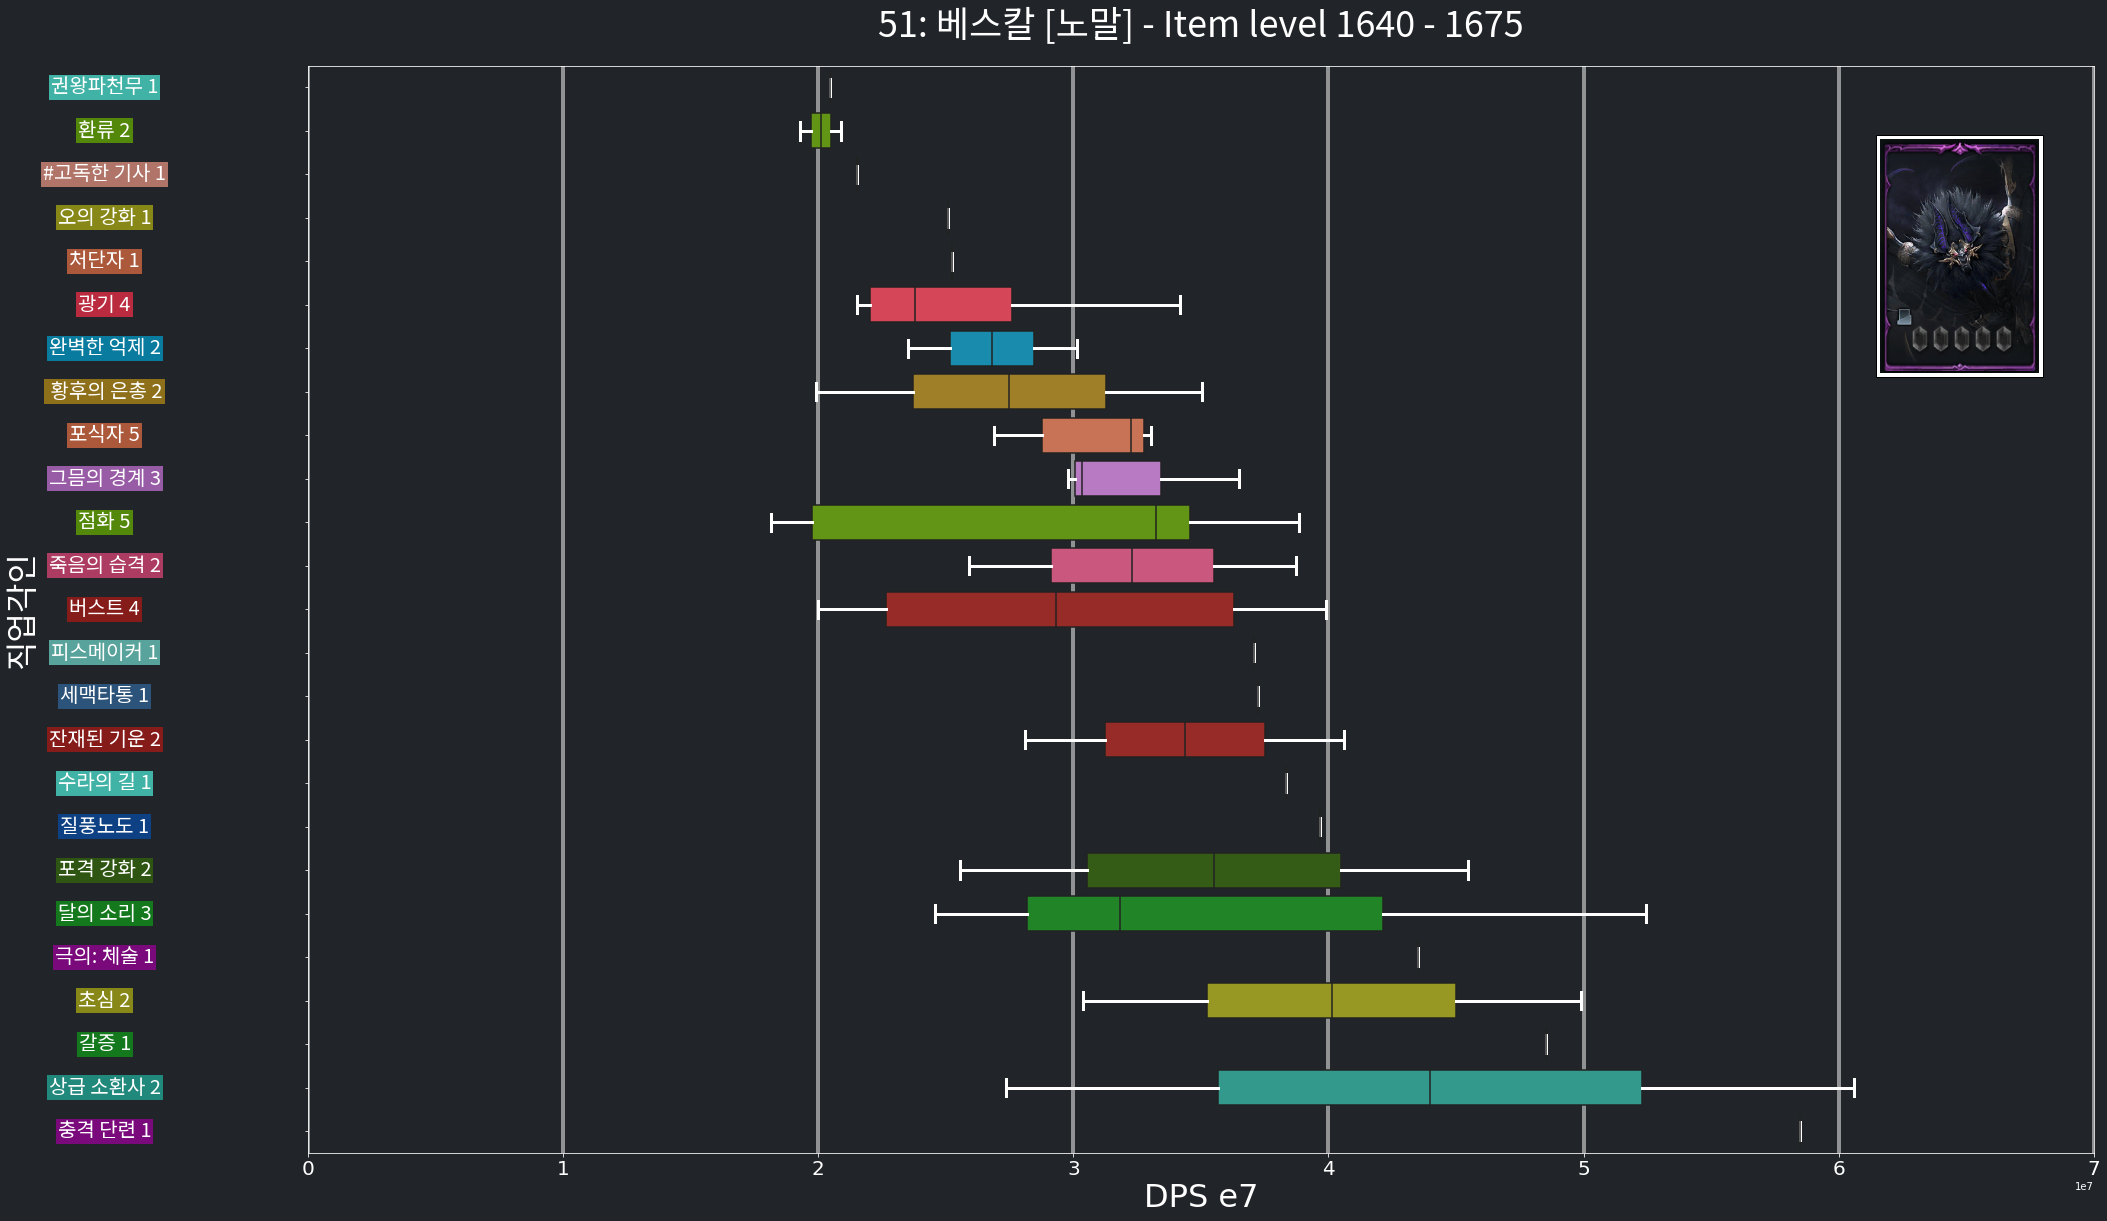 51: 베스칼 [노말] - Item level 1640 - 1675
직업각인
권왕파천무 1
환류 2
#고독한 기사 1
오의 강화 1
처단자 1
광기 4
완벽한 억제 2
황후의 은총 2
포식자 5
그믐의 경계 3
점화 5
죽음의 습격 2
버스트 4
피스메이커 1
세맥타통 1
잔재된 기운 2
수라의 길 1
질풍노도 1
포격 강화 2
달의 소리 3
극의: 체술 1
초심 2
갈증 1
상급 소환사 2
충격 단련 1
0 1 2 3 4 5 6 7
1e7
DPS e7